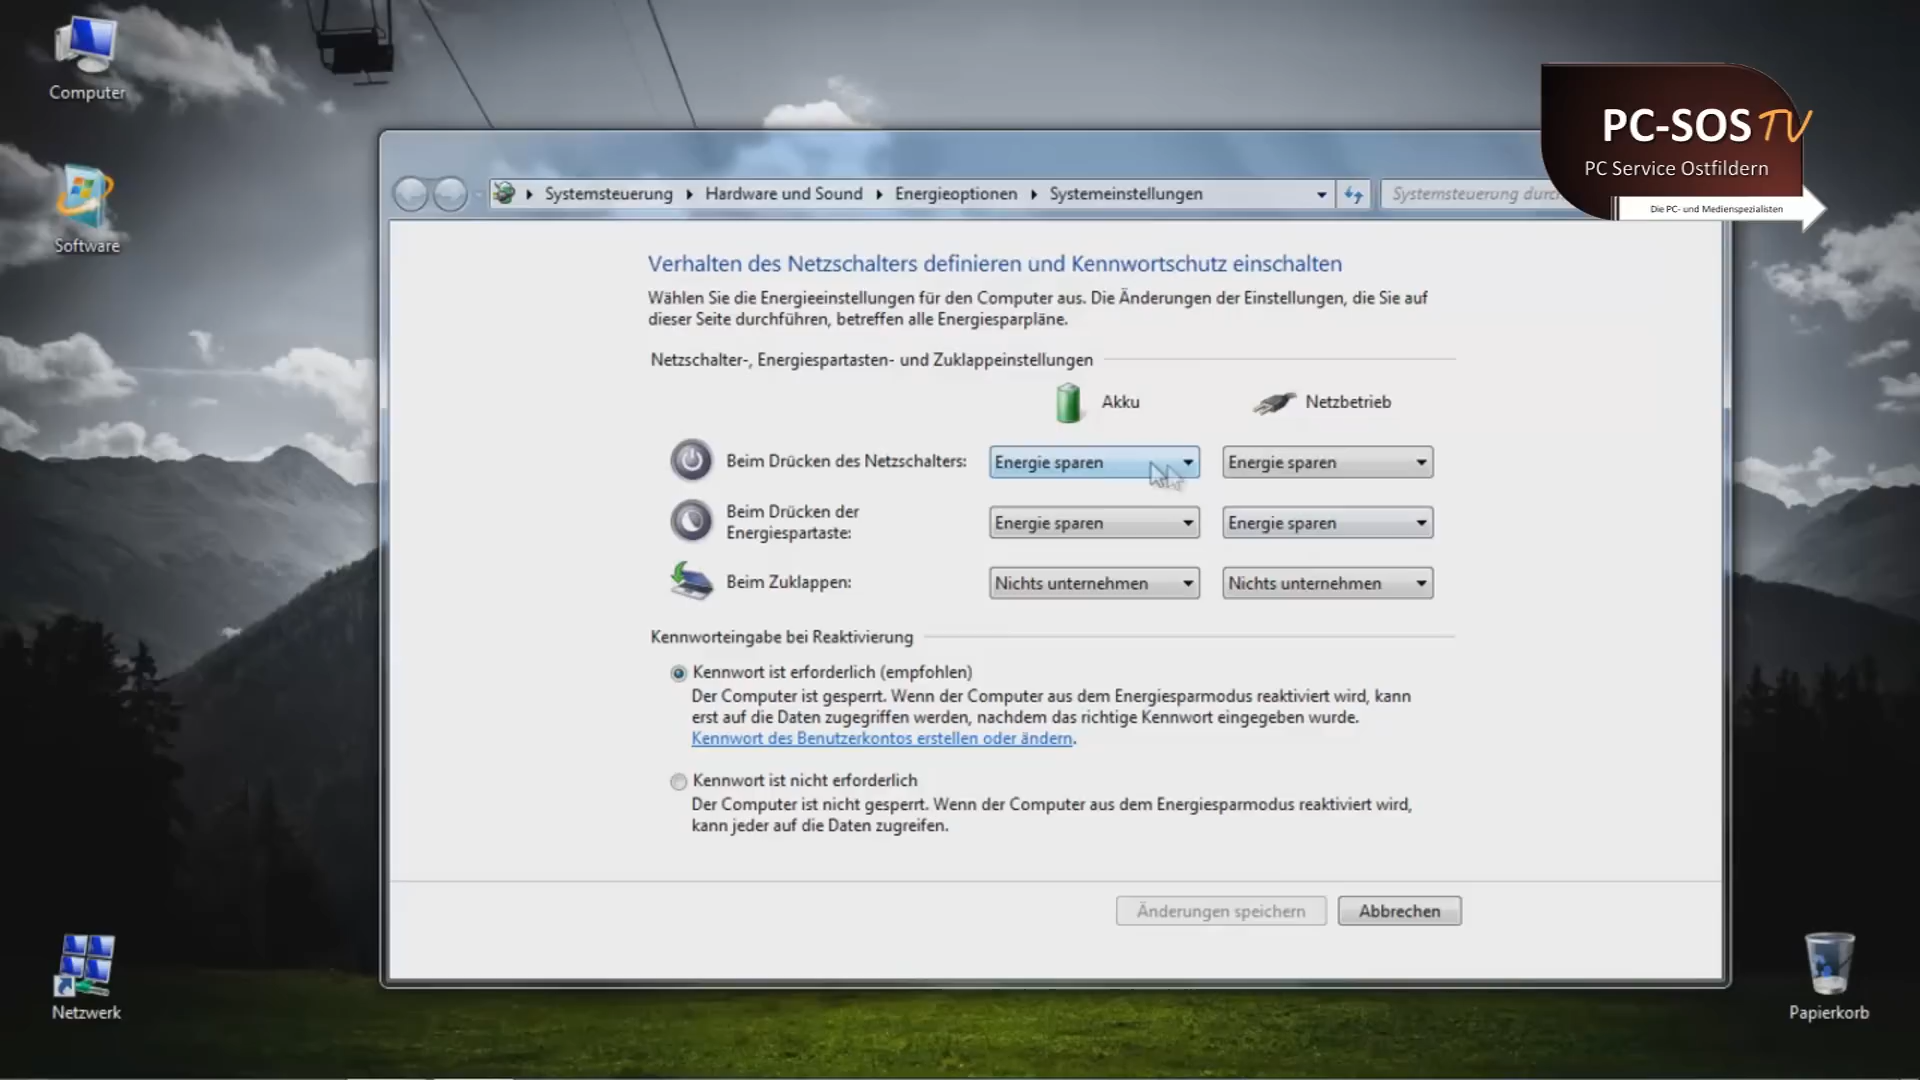 Computer
Software
Netzwerk
Papierkorb
PC-SOS TV
PC Service Ostfildern
Die PC- und Medienspezialisten
Systemsteuerung Hardware und Sound Energieoptionen Systemeinstellungen
Systemsteuerung
Verhalten des Netzschalters definieren und Kennwortschutz einschalten
Wählen Sie die Energieeinstellungen für den Computer aus. Die Änderungen der Einstellungen, die Sie auf
dieser Seite durchführen, betreffen alle Energiesparpläne.
Netzschalter-, Energiespartasten- und Zuklappeinstellungen
Akku Netzbetrieb
Beim Drücken des Netzschalters: Energie sparen Energie sparen
Beim Drücken der
Energiespartaste: Energie sparen Energie sparen
Beim Zuklappen: Nichts unternehmen Nichts unternehmen
Kennworteingabe bei Reaktivierung
Kennwort ist erforderlich (empfohlen)
Der Computer ist gesperrt. Wenn der Computer aus dem Energiesparmodus reaktiviert wird, kann
erst auf die Daten zugegriffen werden, nachdem das richtige Kennwort eingegeben wurde.
Kennwort des Benutzerkontos erstellen oder ändern.
Kennwort ist nicht erforderlich
Der Computer ist nicht gesperrt. Wenn der Computer aus dem Energiesparmodus reaktiviert wird,
kann jeder auf die Daten zugreifen.
Änderungen speichern Abbrechen